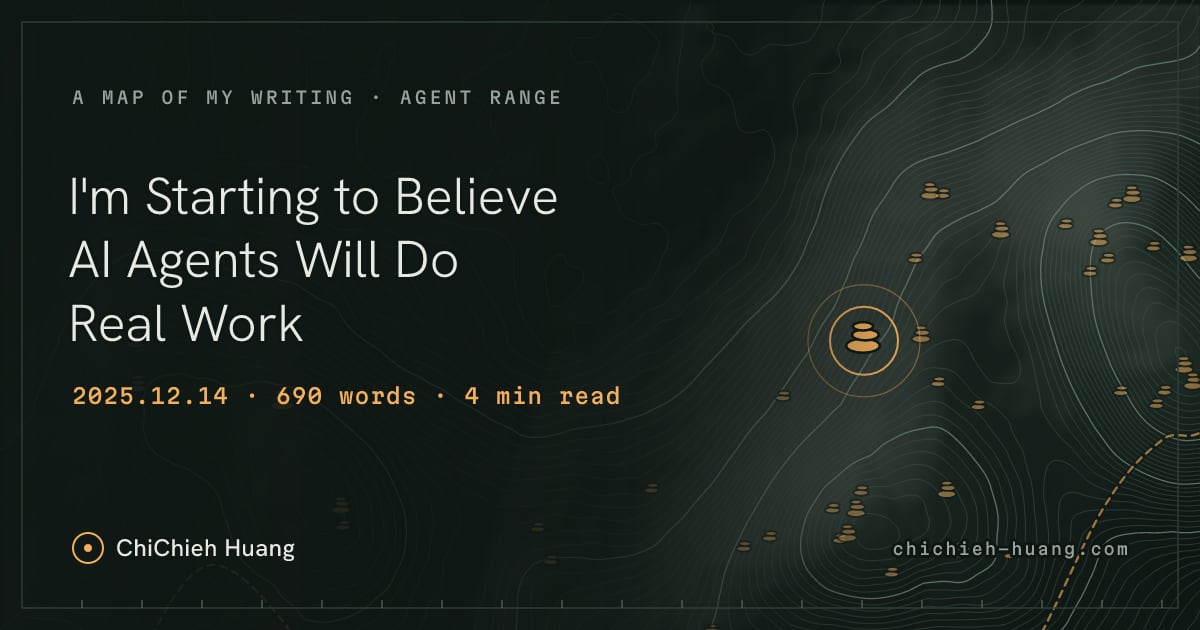 A MAP OF MY WRITING · AGENT RANGE
I'm Starting to Believe
AI Agents Will Do
Real Work
2025.12.14 · 690 words · 4 min read
ChiChieh Huang
chichieh-huang.com